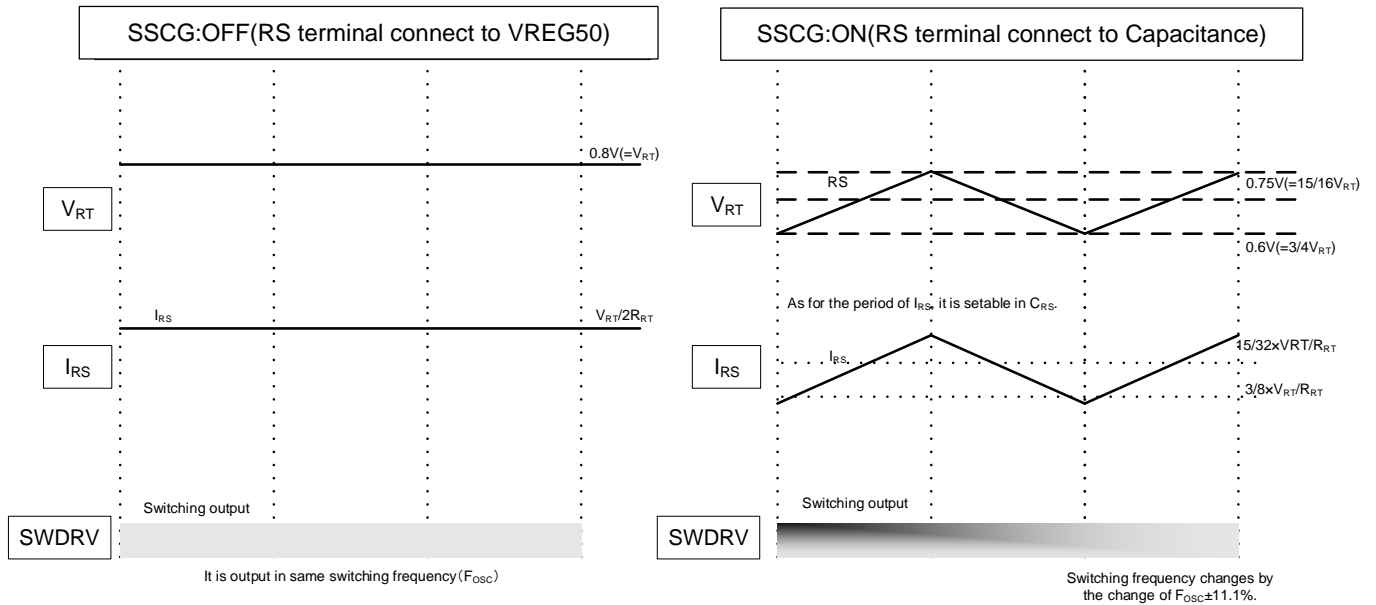 SSCG:OFF(RS terminal connect to VREG50)
0.8V(=VRT)
VRT
IRS
VRT/2RRT
IRS
Switching output
SWDRV
It is output in same switching frequency(FOSC)
SSCG:ON(RS terminal connect to Capacitance)
RS
0.75V(=15/16VRT)
VRT
0.6V(=3/4VRT)
As for the period of IRS, it is setable in CRS.
IRS
15/32×VRT/RRT
IRS
3/8×VRT/RRT
Switching output
SWDRV
Switching frequency changes by
the change of FOSC±11.1%.